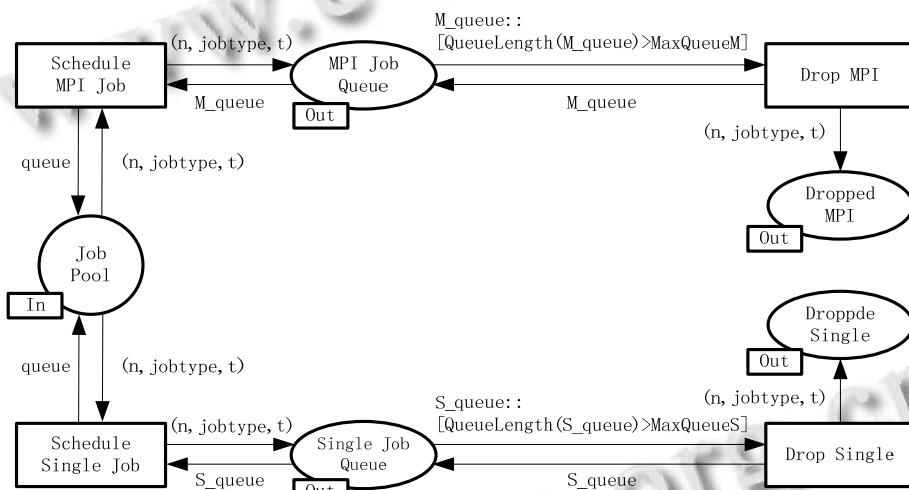 M_queue::
(n, jobtype, t)
[QueueLength(M_queue)>MaxQueueM]
Schedule
MPI Job
MPI Job
Queue
Drop MPI
M_queue
M_queue
Out
(n, jobtype, t)
queue
(n, jobtype, t)
Dropped
MPI
Out
Job
Pool
In
Droppde
Single
Out
queue
(n, jobtype, t)
(n, jobtype, t)
S_queue::
(n, jobtype, t)
[QueueLength(S_queue)>MaxQueueS]
Schedule
Single Job
Single Job
Queue
Drop Single
S_queue
S_queue
Out